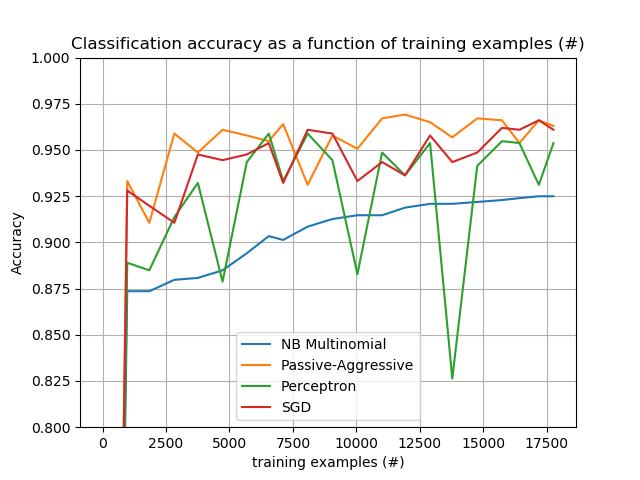 Classification accuracy as a function of training examples (#)
1.000
0.975
0.950
0.925
0.900
0.875
0.850
0.825
0.800
Accuracy
NB Multinomial
Passive-Aggressive
Perceptron
SGD
0 2500 5000 7500 10000 12500 15000 17500
training examples (#)